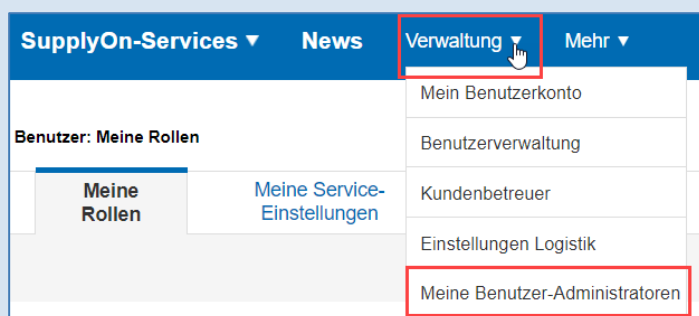 SupplyOn-Services ▼ News Verwaltung ▼ Mehr ▼
Mein Benutzerkonto
Benutzer: Meine Rollen
Benutzerverwaltung
Meine
Rollen
Meine Service-
Einstellungen
Kundenbetreuer
Einstellungen Logistik
Meine Benutzer-Administratoren